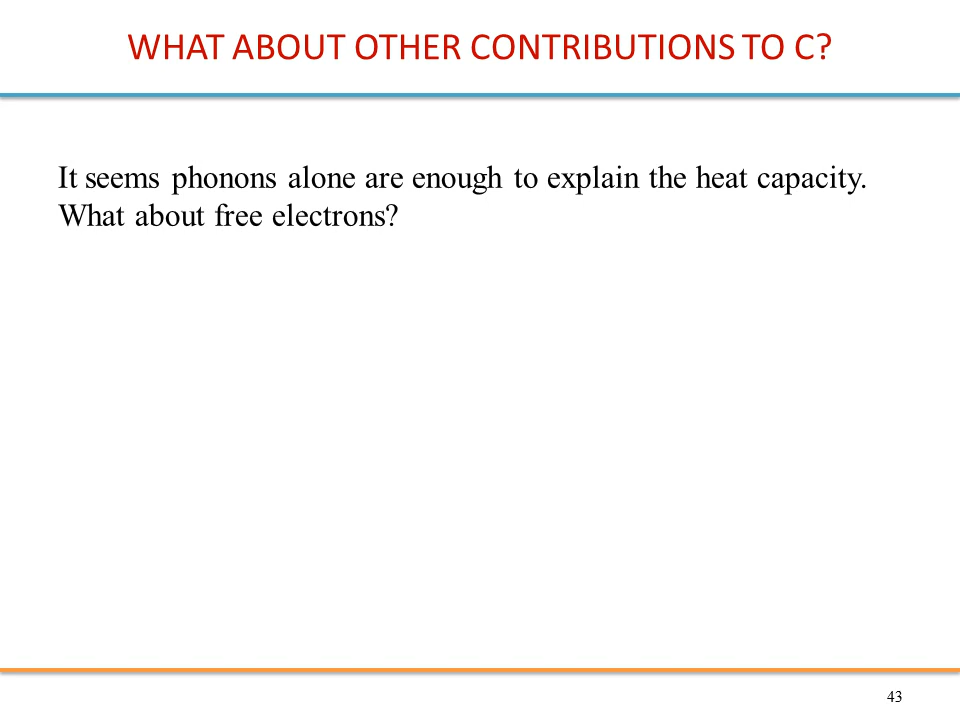 WHAT ABOUT OTHER CONTRIBUTIONS TO C?
It seems phonons alone are enough to explain the heat capacity.
What about free electrons?
43